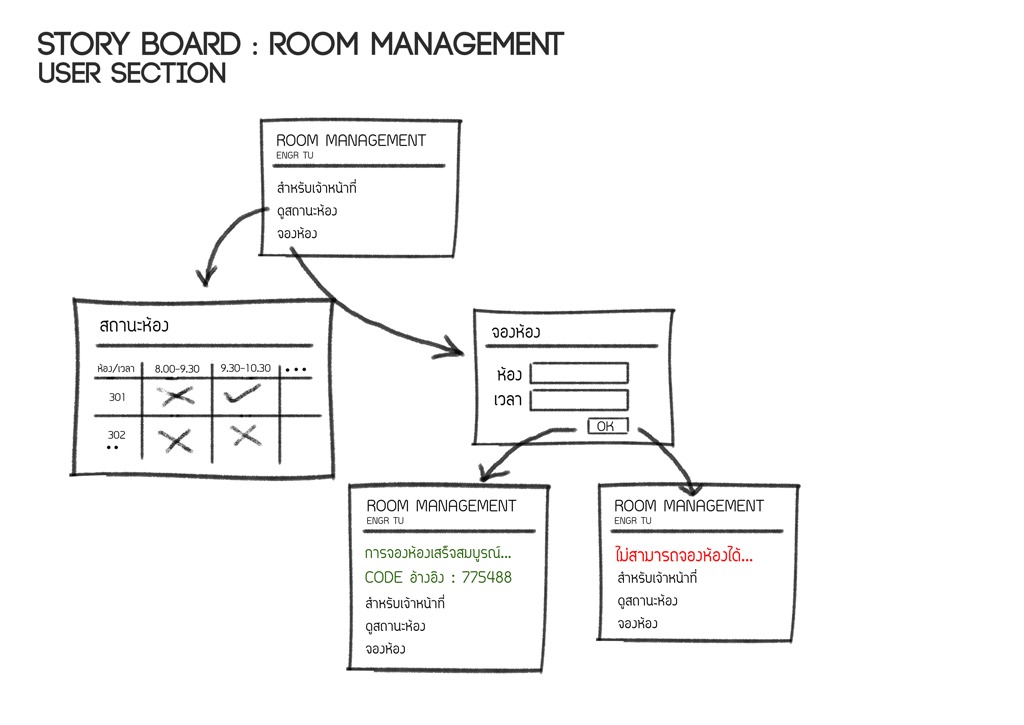 STORY BOARD : ROOM MANAGEMENT
USER SECTION
ROOM MANAGEMENT
ENGR TU
สำหรับเจ้าหน้าที่
ดูสถานะห้อง
จองห้อง
สถานะห้อง
ห้อง/เวลา 8.00-9.30 9.30-10.30 •••
301
302
••
จองห้อง
ห้อง
เวลา
OK
ROOM MANAGEMENT
ENGR TU
การจองห้องเสร็จสมบูรณ์...
CODE อ้างอิง : 775488
สำหรับเจ้าหน้าที่
ดูสถานะห้อง
จองห้อง
ROOM MANAGEMENT
ENGR TU
ไม่สามารถจองห้องได้...
สำหรับเจ้าหน้าที่
ดูสถานะห้อง
จองห้อง